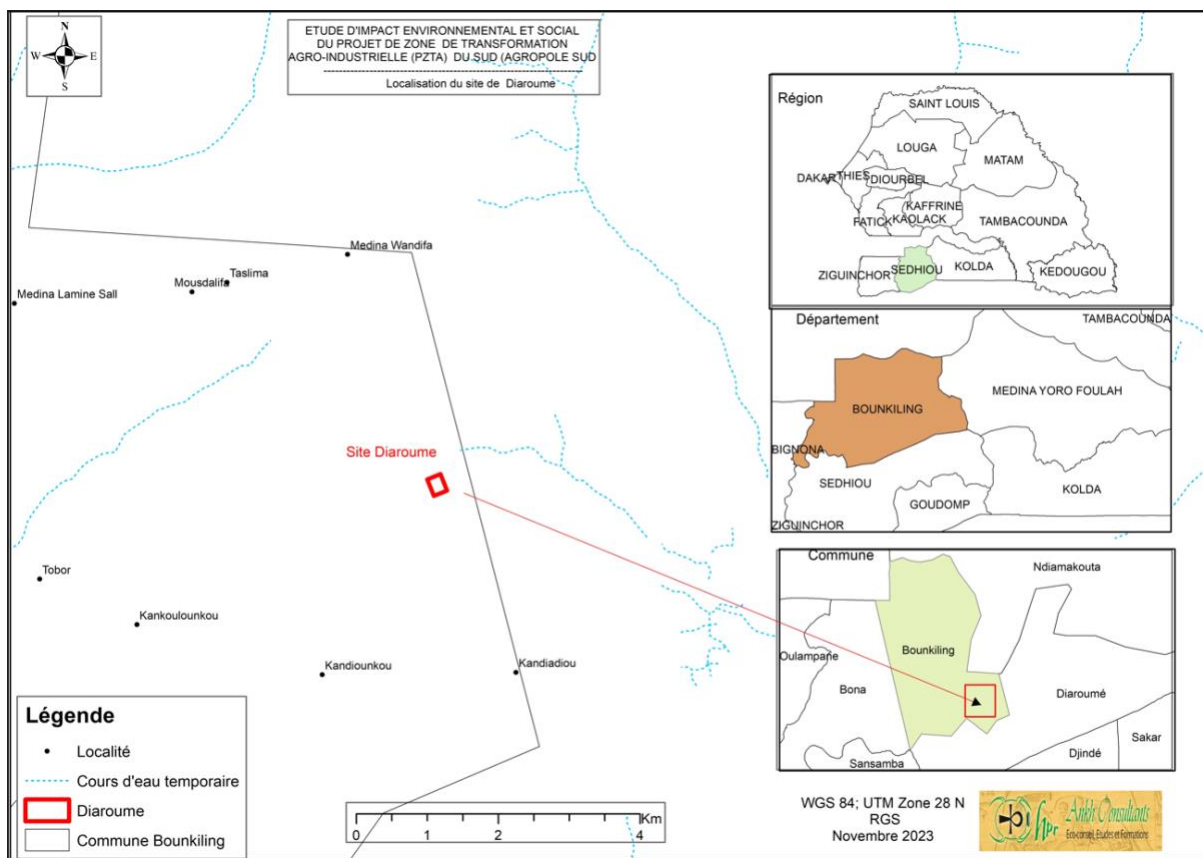 N
W E
S
ETUDE D'IMPACT ENVIRONNEMENTAL ET SOCIAL
DU PROJET DE ZONE DE TRANSFORMATION
AGRO-INDUSTRIELLE (PZTA) DU SUD (AGROPOLE SUD
Localisation du site de Diaroume
Medina Wandifa
Taslima
Mousdalifa
Medina Lamine Sall
Site Diaroume
Tobor
Kankoulounkou
Kandiounkou
Kandiadiou
Légende
Localité
Cours d'eau temporaire
Diaroume
Commune Bounkiling
Km
0 1 2 4
Région
SAINT LOUIS
LOUGA
MATAM
DAKAR
THIES
DIOURBEL
KAFFRINE
FATICK
KAOLACK
TAMBACOUNDA
ZIGUINCHOR
SEDHIOU
KOLDA
KEDOUGOU
Département
TAMBACOUNDA
MEDINA YORO FOULAH
BOUNKILING
BIGNONA
SEDHIOU
KOLDA
GOUDOMP
ZIGUINCHOR
Commune
Ndiamakouta
Oulampane
Bounkiling
Bona
Diaroumé
Sakar
Djindé
Sansamba
WGS 84; UTM Zone 28 N
RGS
Novembre 2023
Ankh Consultants
Eco-conseil, Etudes et Formations